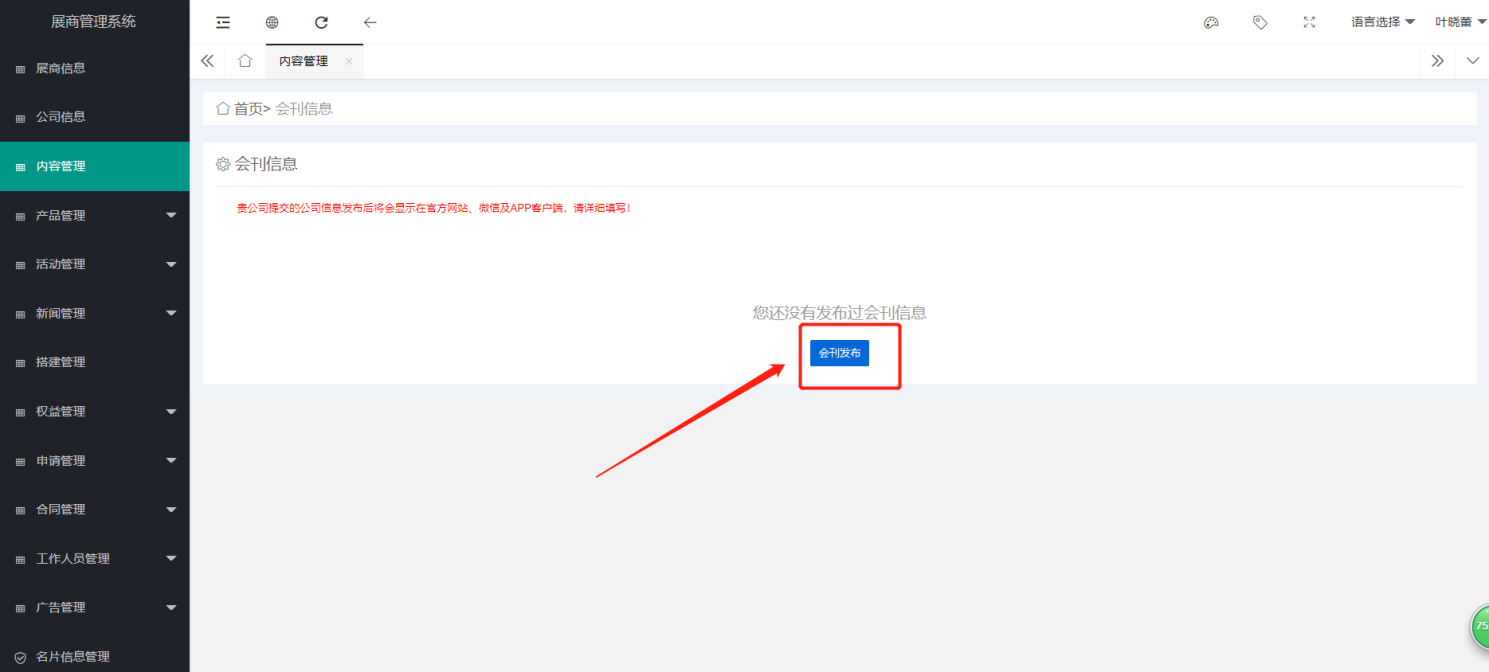 展商管理系统
语言选择
叶晓蕾
内容管理
展商信息
公司信息
内容管理
产品管理
活动管理
新闻管理
搭建管理
权益管理
申请管理
合同管理
工作人员管理
广告管理
名片信息管理
首页> 会刊信息
会刊信息
贵公司提交的公司信息发布后将会显示在官方网站、微信及APP客户端，请详细填写！
您还没有发布过会刊信息
会刊发布
75